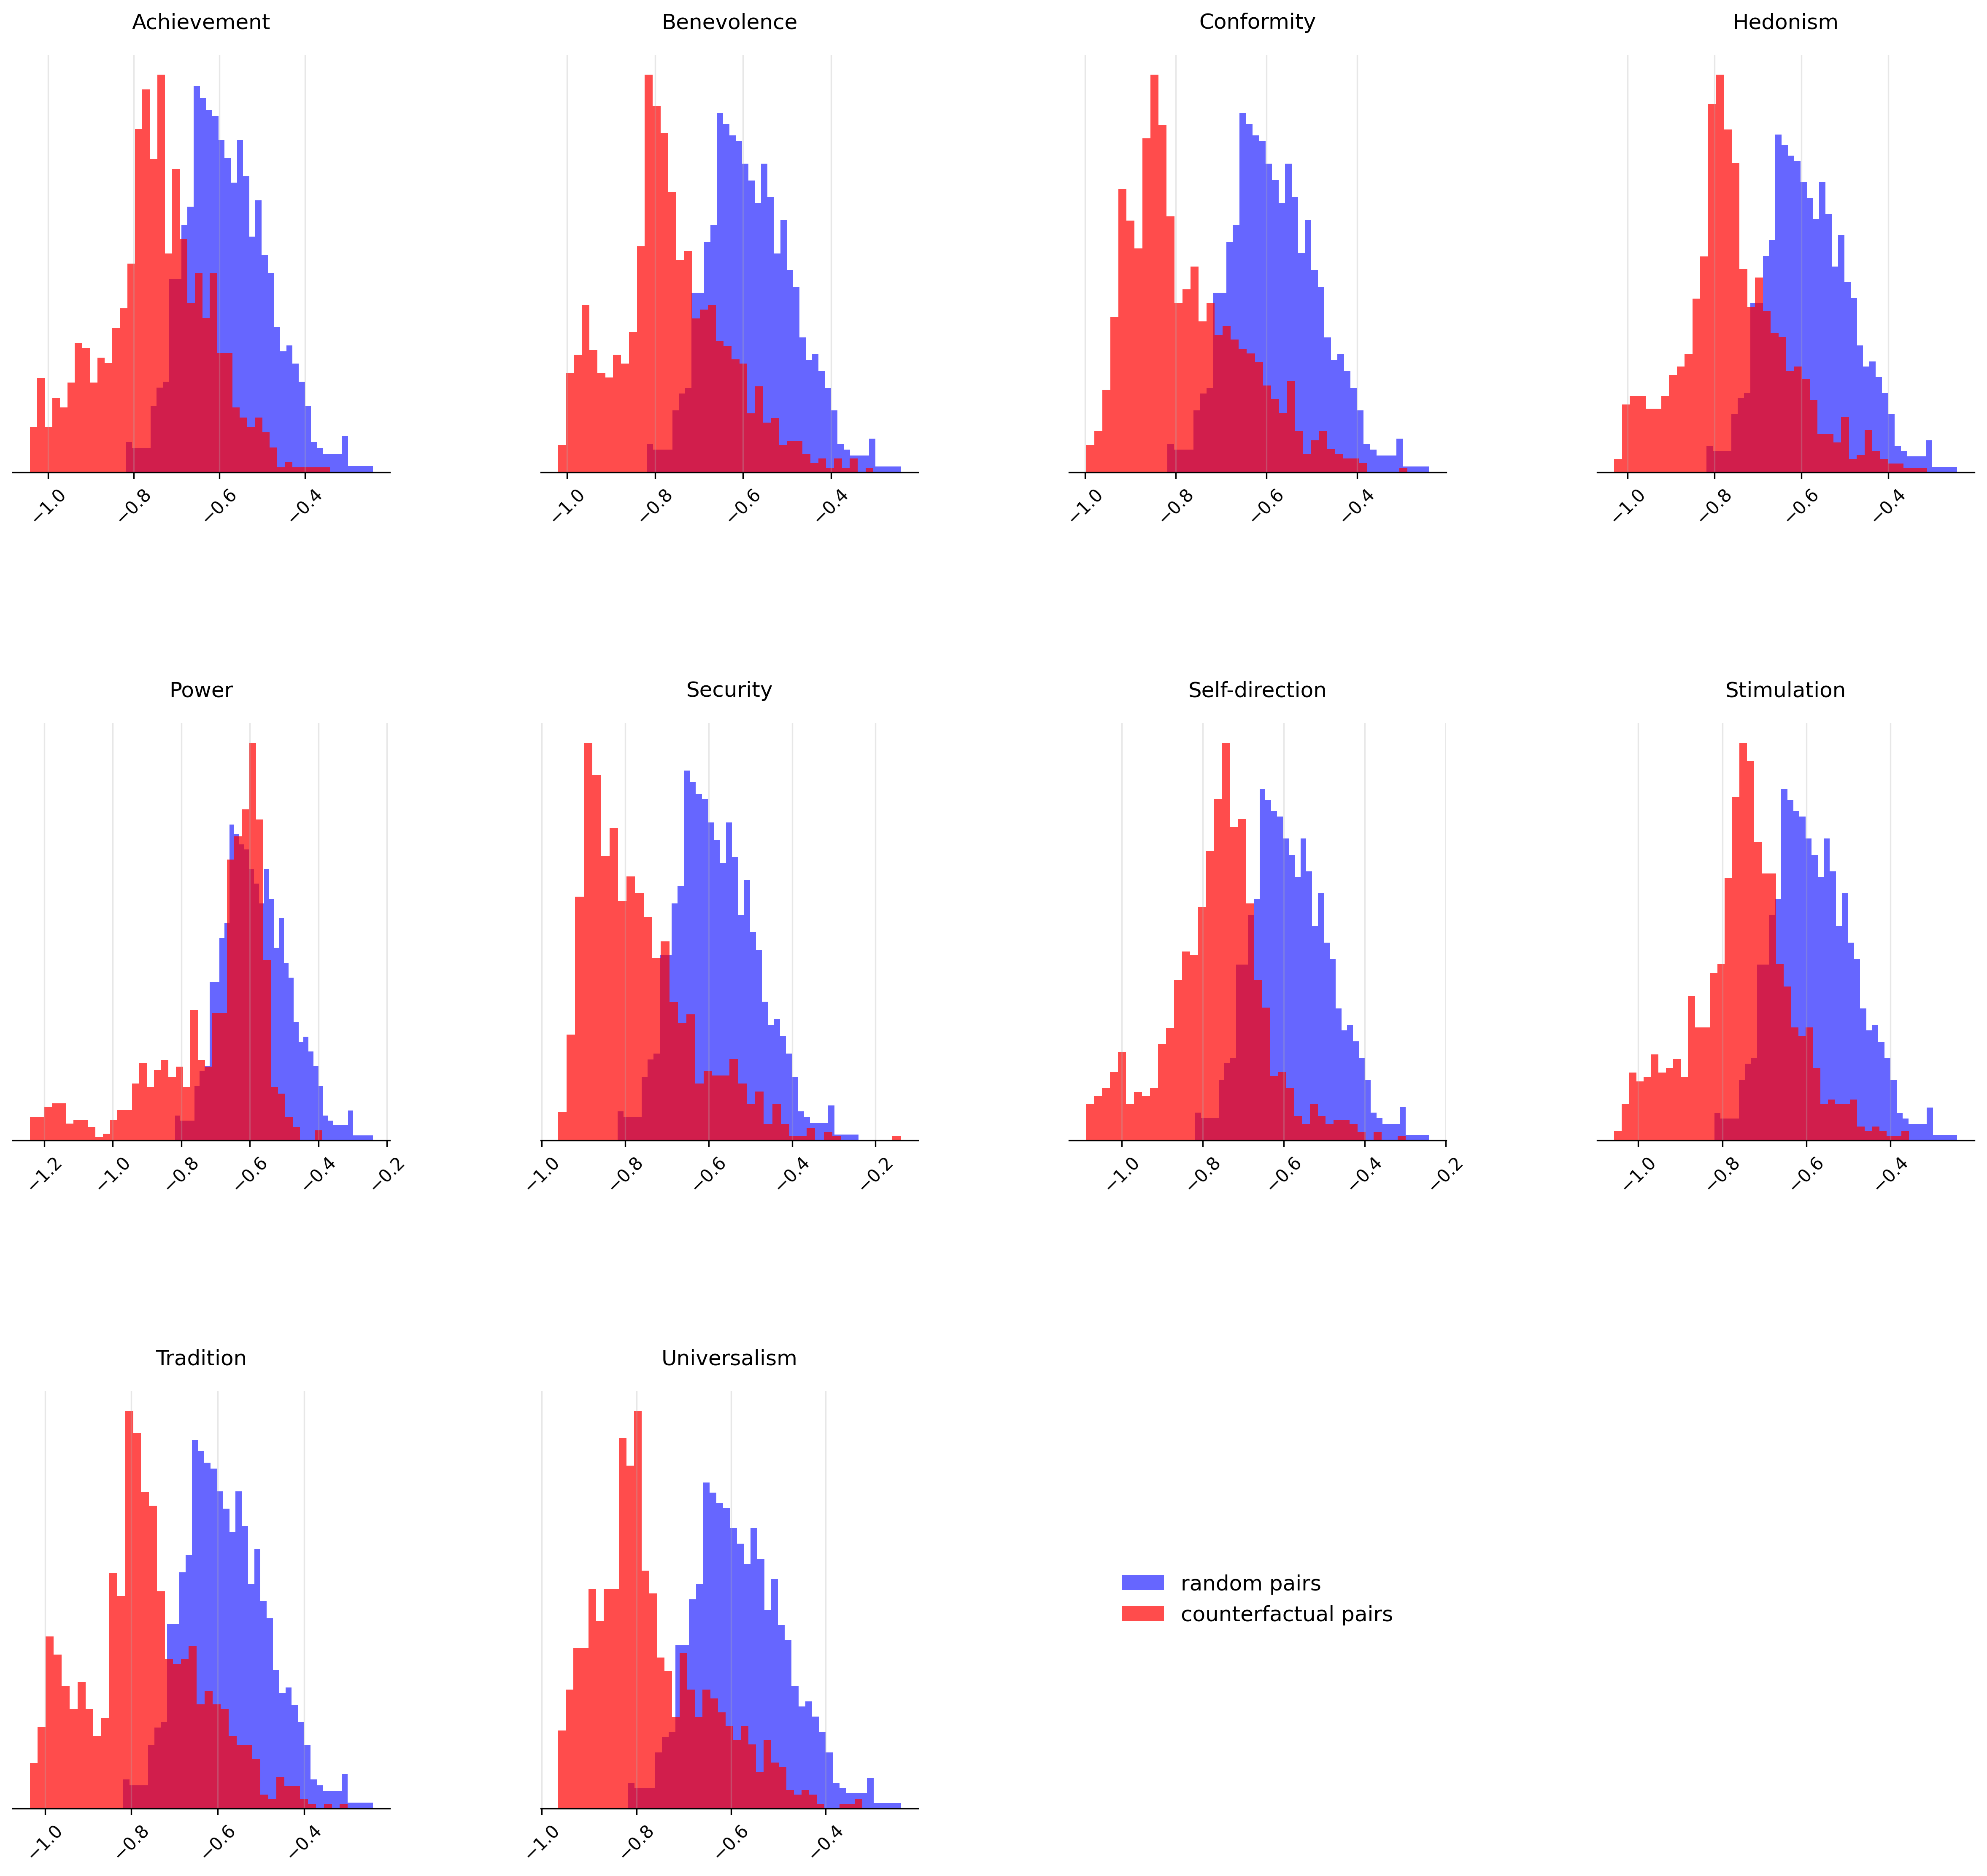 Achievement
Benevolence
Conformity
Hedonism
−1.0 −0.8 −0.6 −0.4
−1.0 −0.8 −0.6 −0.4
−1.0 −0.8 −0.6 −0.4
−1.0 −0.8 −0.6 −0.4
Power
Security
Self-direction
Stimulation
−1.2 −1.0 −0.8 −0.6 −0.4 −0.2
−1.0 −0.8 −0.6 −0.4 −0.2
−1.0 −0.8 −0.6 −0.4 −0.2
−1.0 −0.8 −0.6 −0.4
Tradition
Universalism
random pairs
counterfactual pairs
−1.0 −0.8 −0.6 −0.4
−1.0 −0.8 −0.6 −0.4